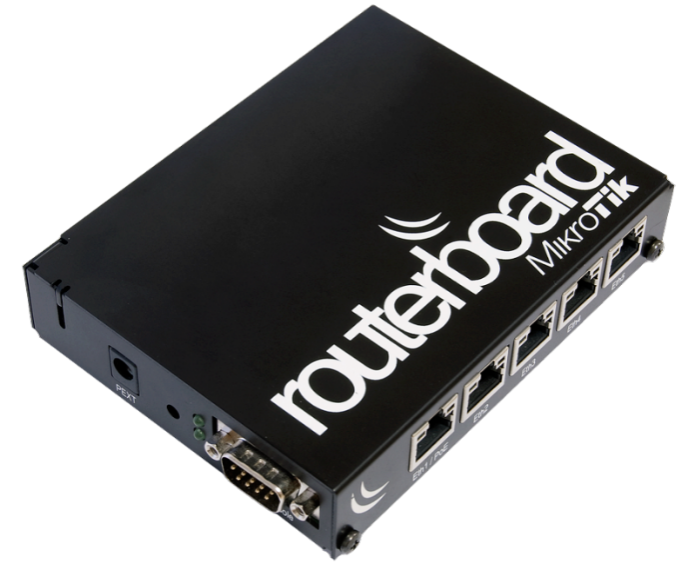 routerboard
MikroTik
Eth5
Eth4
Eth3
Eth2
Eth1 / PoE
PEXT